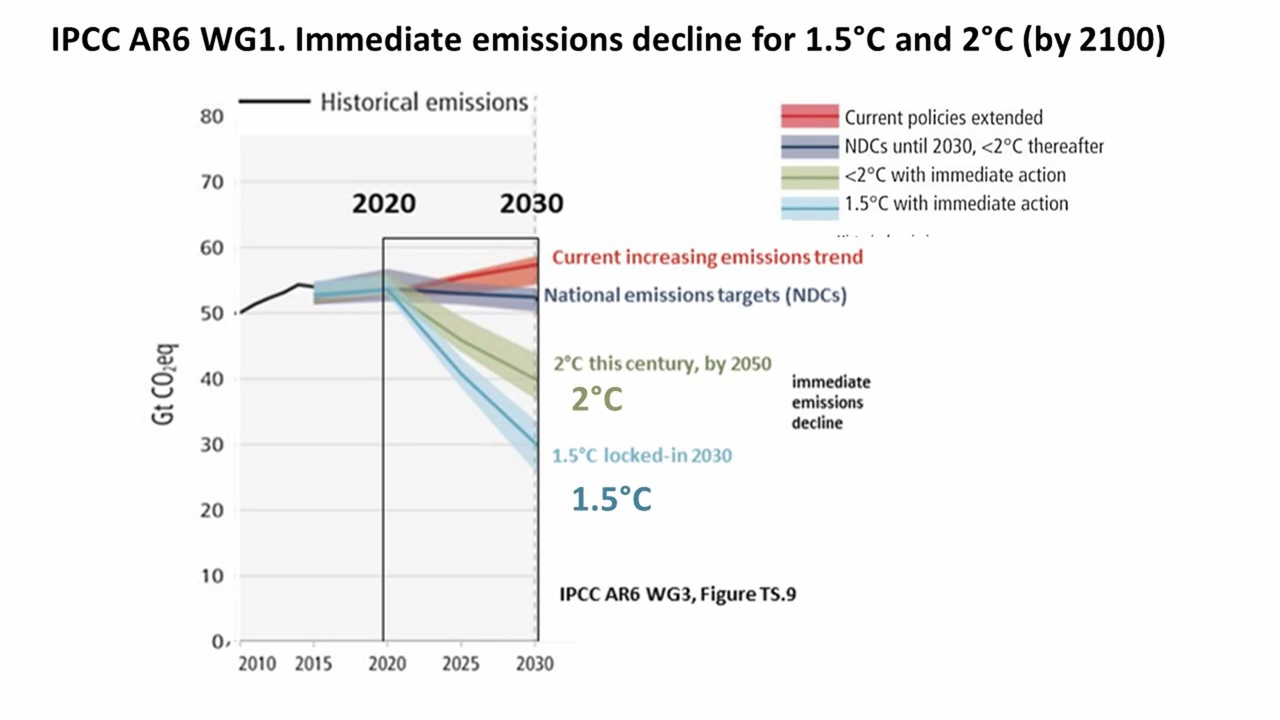 IPCC AR6 WG1. Immediate emissions decline for 1.5°C and 2°C (by 2100)
Historical emissions
Current policies extended
NDCs until 2030, <2°C thereafter
<2°C with immediate action
1.5°C with immediate action
80
70
60
50
40
30
20
10
0,
Gt CO₂eq
2020
2030
Current increasing emissions trend
National emissions targets (NDCs)
2°C this century, by 2050
2°C
immediate
emissions
decline
1.5°C locked-in 2030
1.5°C
IPCC AR6 WG3, Figure TS.9
2010 2015 2020 2025 2030